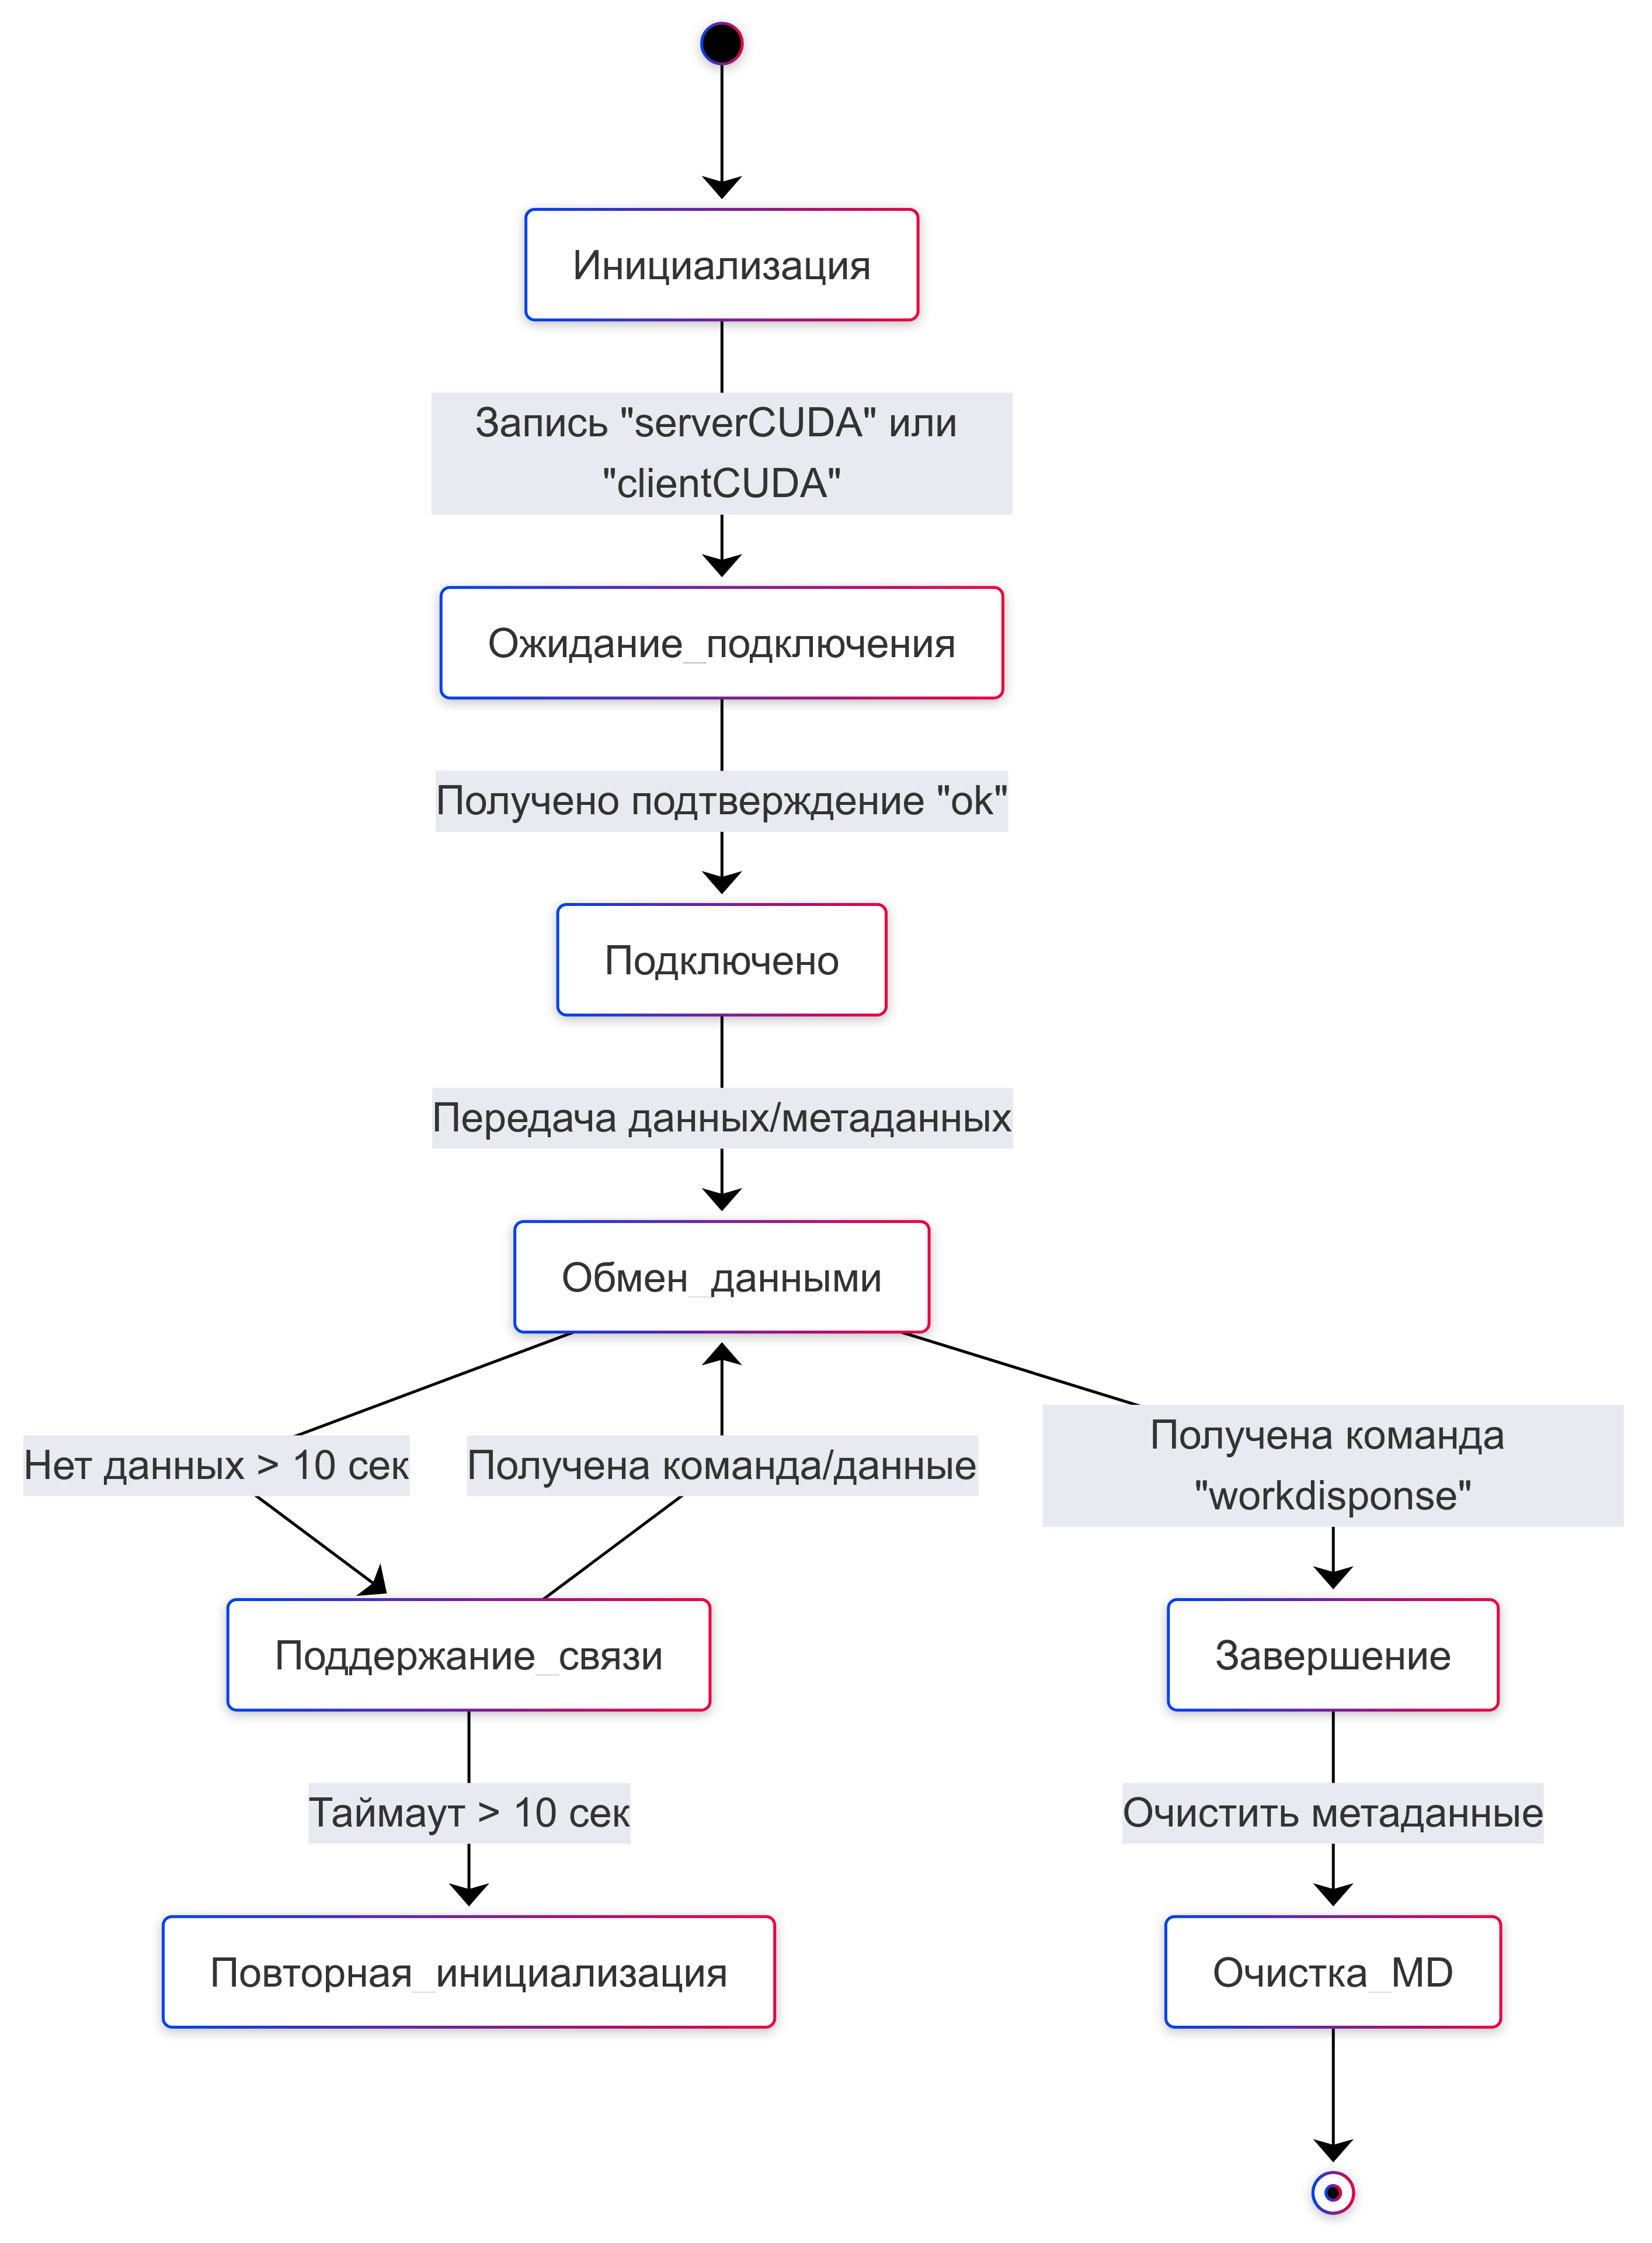 Инициализация
Запись "serverCUDA" или
"clientCUDA"
Ожидание_подключения
Получено подтверждение "ok"
Подключено
Передача данных/метаданных
Обмен_данными
Нет данных > 10 сек
Получена команда/данные
Получена команда
"workdisponse"
Поддержание_связи
Завершение
Таймаут > 10 сек
Очистить метаданные
Повторная_инициализация
Очистка_MD